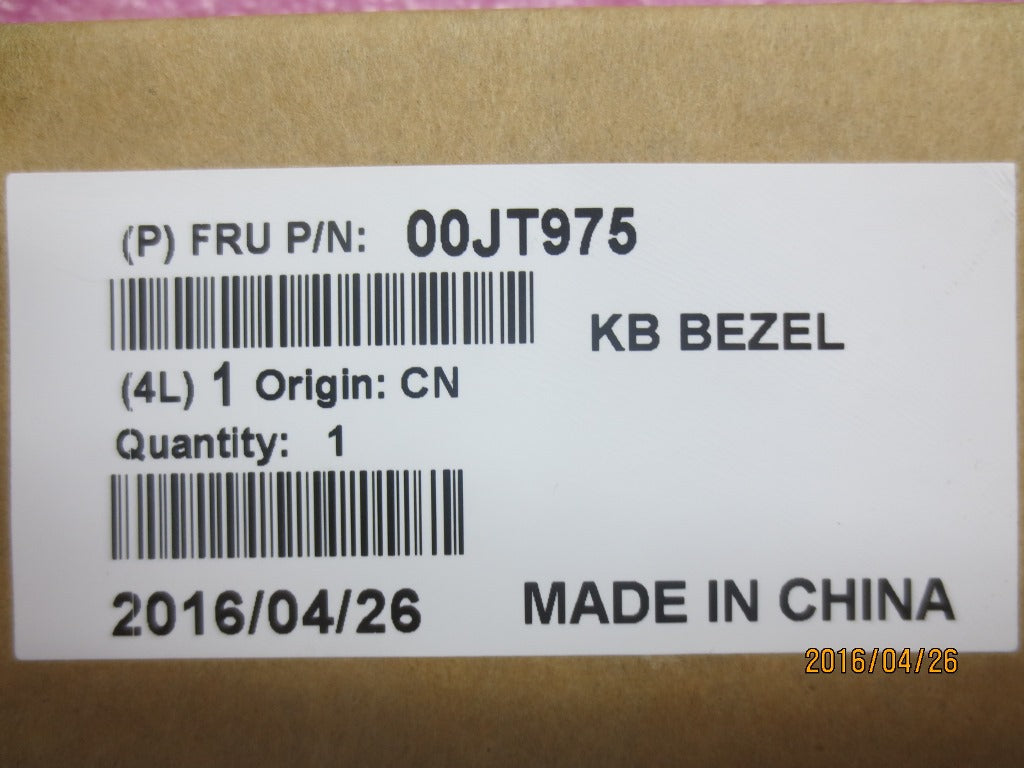 (P) FRU P/N: 00JT975
KB BEZEL
(4L) 1 Origin: CN
Quantity: 1
2016/04/26
MADE IN CHINA
2016/04/26